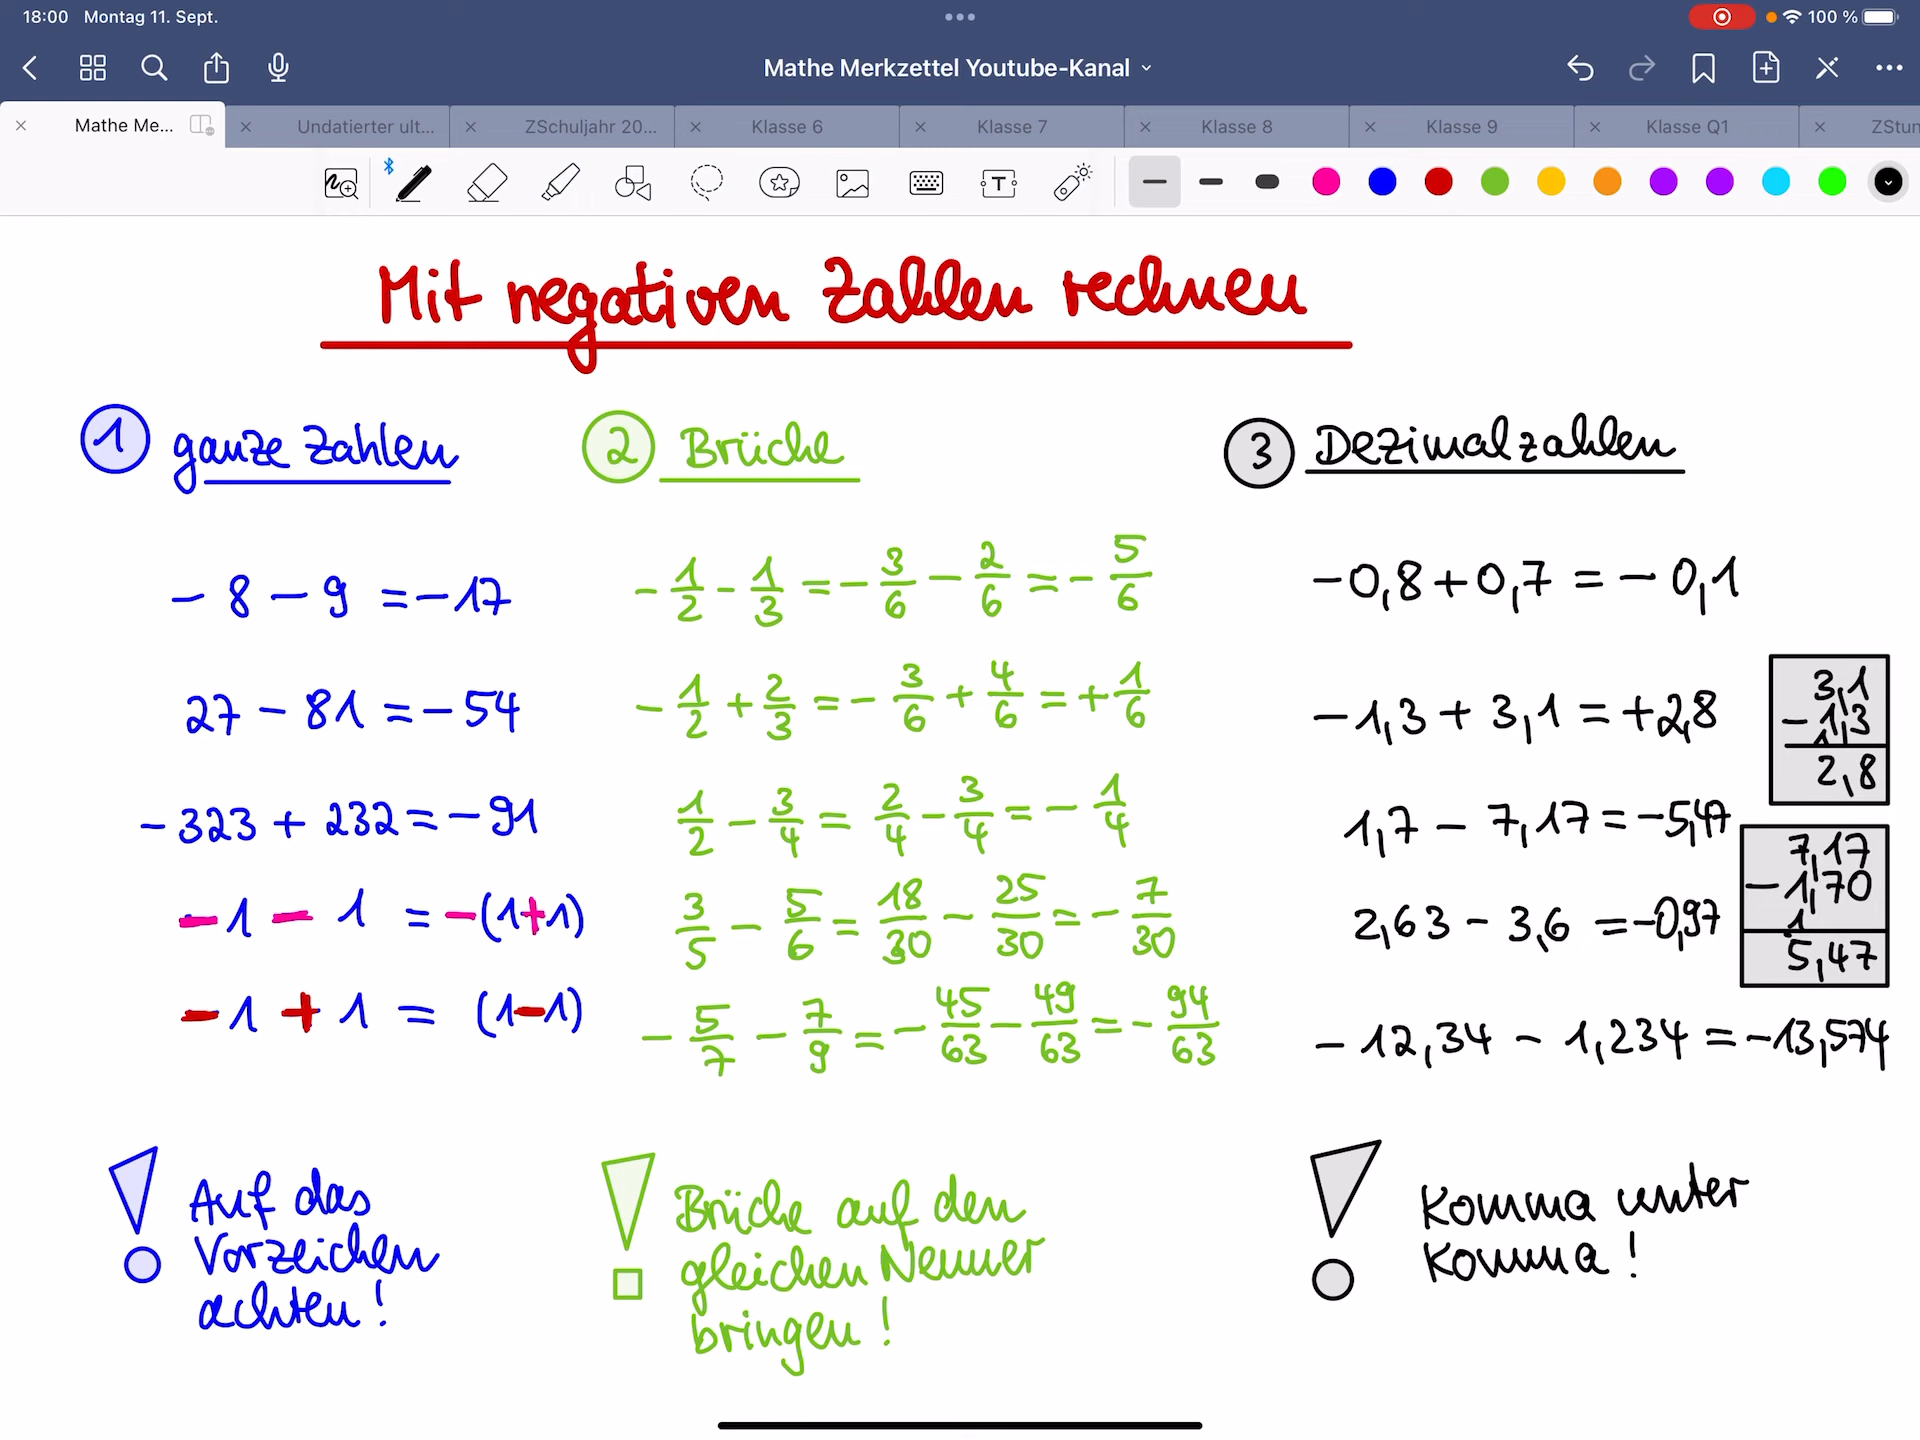 18:00 Montag 11. Sept.
100 %
Mathe Merkzettel Youtube-Kanal
Mathe Me...
Undatierter ult...
ZSchuljahr 20...
Klasse 6
Klasse 7
Klasse 8
Klasse 9
Klasse Q1
ZStun
Mit negativen Zahlen rechnen
1 ganze Zahlen
- 8 - 9 = -17
27 - 81 = -54
-323 + 232 = -91
-1 - 1 = -(1+1)
-1 + 1 = (1-1)
! Auf das
Vorzeichen
achten!
2 Brüche
-1/2 - 1/3 = -3/6 - 2/6 = -5/6
-1/2 + 2/3 = -3/6 + 4/6 = +1/6
1/2 - 3/4 = 2/4 - 3/4 = -1/4
3/5 - 5/6 = 18/30 - 25/30 = -7/30
-5/7 - 7/9 = -45/63 - 49/63 = -94/63
! Brüche auf den
gleichen Nenner
bringen!
3 Dezimalzahlen
-0,8 + 0,7 = -0,1
-1,3 + 3,1 = +2,8
3,1
-1,3
1
2,8
1,7 - 7,17 = -5,47
7,17
-1,70
1
5,47
2,63 - 3,6 = -0,97
-12,34 - 1,234 = -13,574
! Komma unter
Komma!